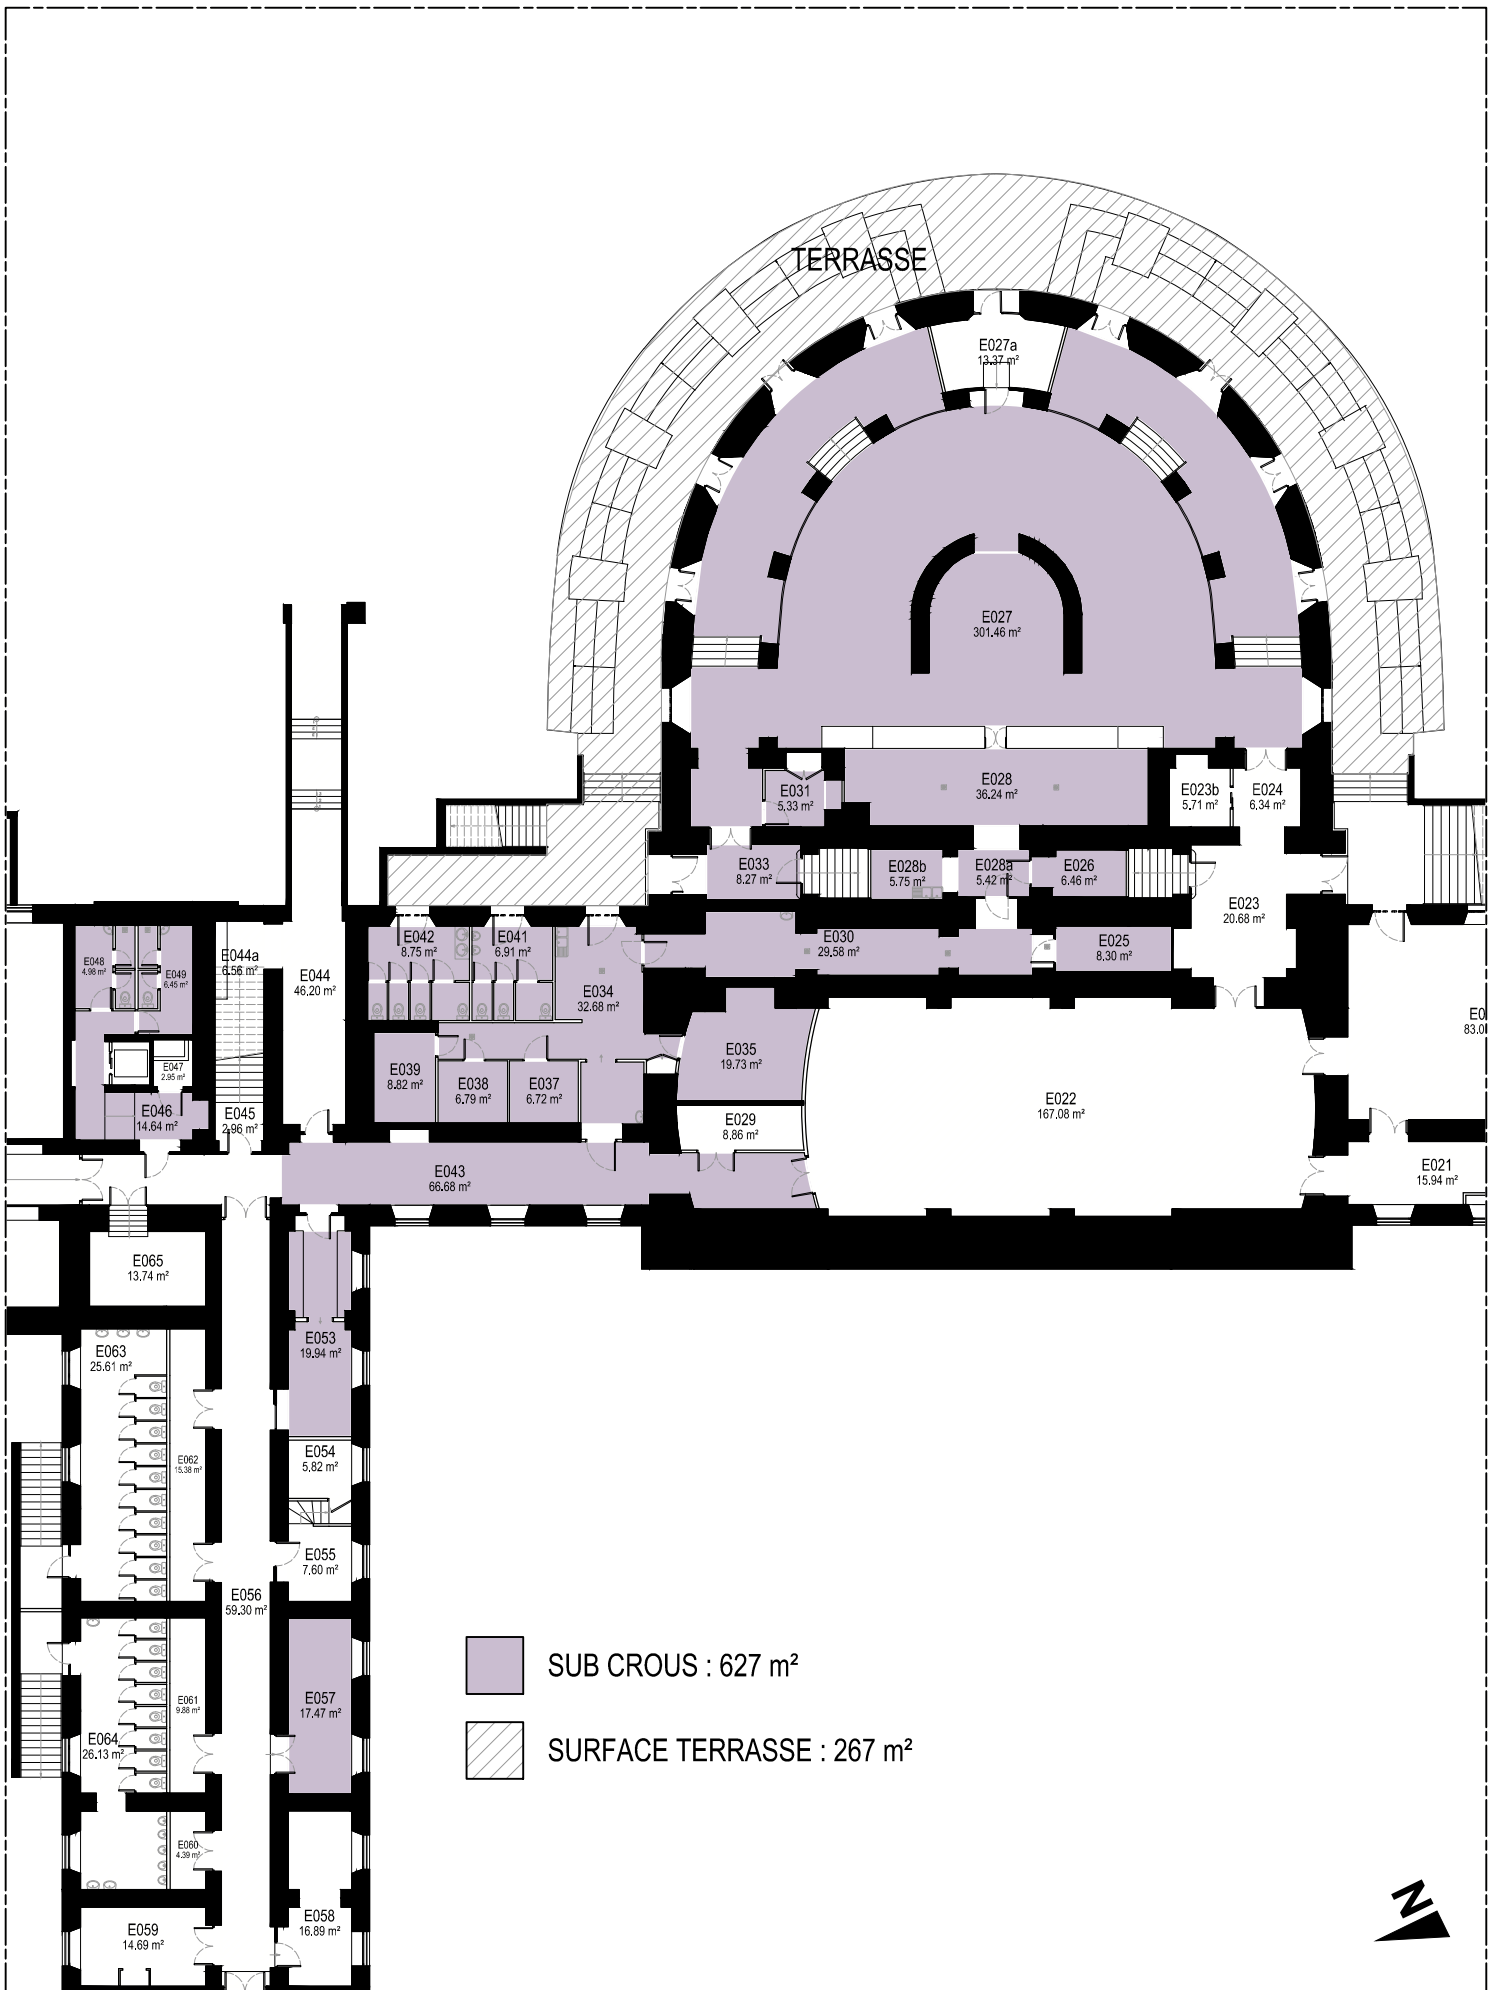 TERRASSE
E027a
13.37 m²
E027
301.46 m²
E028
36.24 m²
E031
5,33 m²
E023b
5.71 m²
E024
6.34 m²
E033
8.27 m²
E028b
5.75 m²
E028a
5.42 m²
E026
6.46 m²
E023
20.68 m²
E030
29.58 m²
E025
8.30 m²
E042
8.75 m²
E041
6.91 m²
E034
32.68 m²
E048
4.98 m²
E049
6.45 m²
E044a
6.56 m²
E044
46.20 m²
E0
83.0
E047
2.95 m²
E039
8.82 m²
E038
6.79 m²
E037
6.72 m²
E035
19.73 m²
E022
167.08 m²
E046
14.64 m²
E045
2.96 m²
E029
8.86 m²
E043
66.68 m²
E021
15.94 m²
E065
13.74 m²
E053
19.94 m²
E063
25.61 m²
E054
5,82 m²
E062
15.38 m²
E055
7.60 m²
E056
59.30 m²
SUB CROUS : 627 m²
E057
17.47 m²
E061
9.88 m²
E064
26.13 m²
SURFACE TERRASSE : 267 m²
E060
4.39 m²
E058
16.89 m²
E059
14.69 m²
N